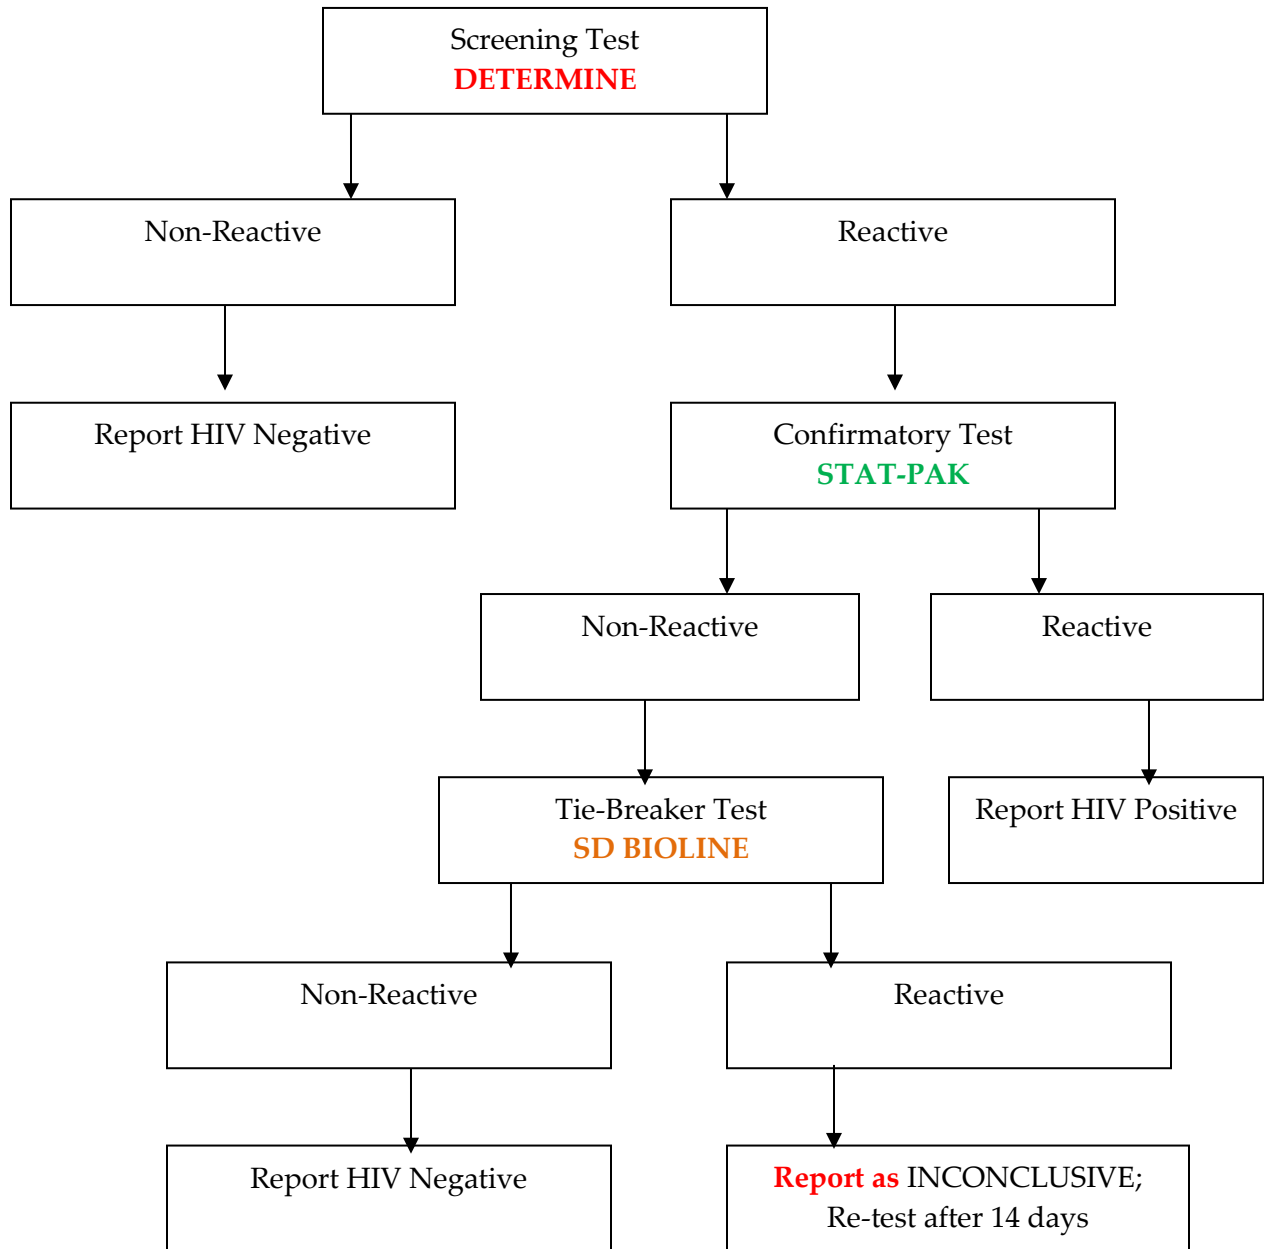 Screening Test
DETERMINE
Non-Reactive
Reactive
Report HIV Negative
Confirmatory Test
STAT-PAK
Non-Reactive
Reactive
Tie-Breaker Test
SD BIOLINE
Report HIV Positive
Non-Reactive
Reactive
Report HIV Negative
Report as INCONCLUSIVE;
Re-test after 14 days